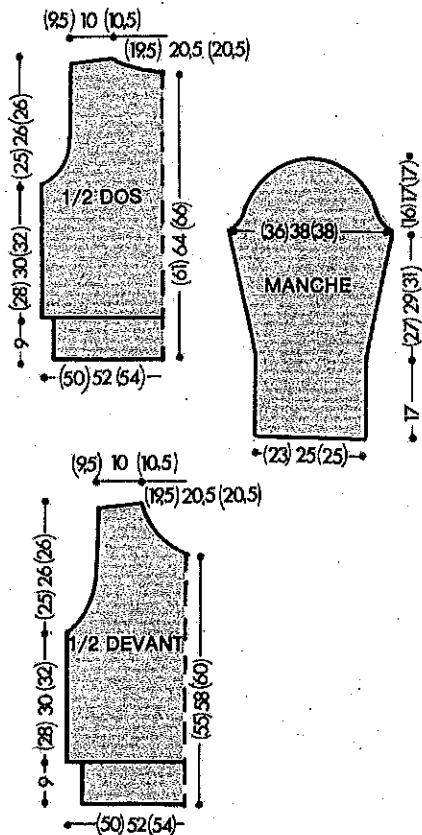 (9,5) 10 (10,5)
(19,5) 20,5 (20,5)
(25) 26 (26)
1/2 DOS
(28) 30 (32)
(61) 64 (66)
9
(50) 52 (54)
(36) 38 (38)
MANCHE
(16) 17 (17)
(27) 29 (31)
17
(23) 25 (25)
(9,5) 10 (10,5)
(19,5) 20,5 (20,5)
(25) 26 (26)
1/2 DEVANT
(28) 30 (32)
(55) 58 (60)
9
(50) 52 (54)